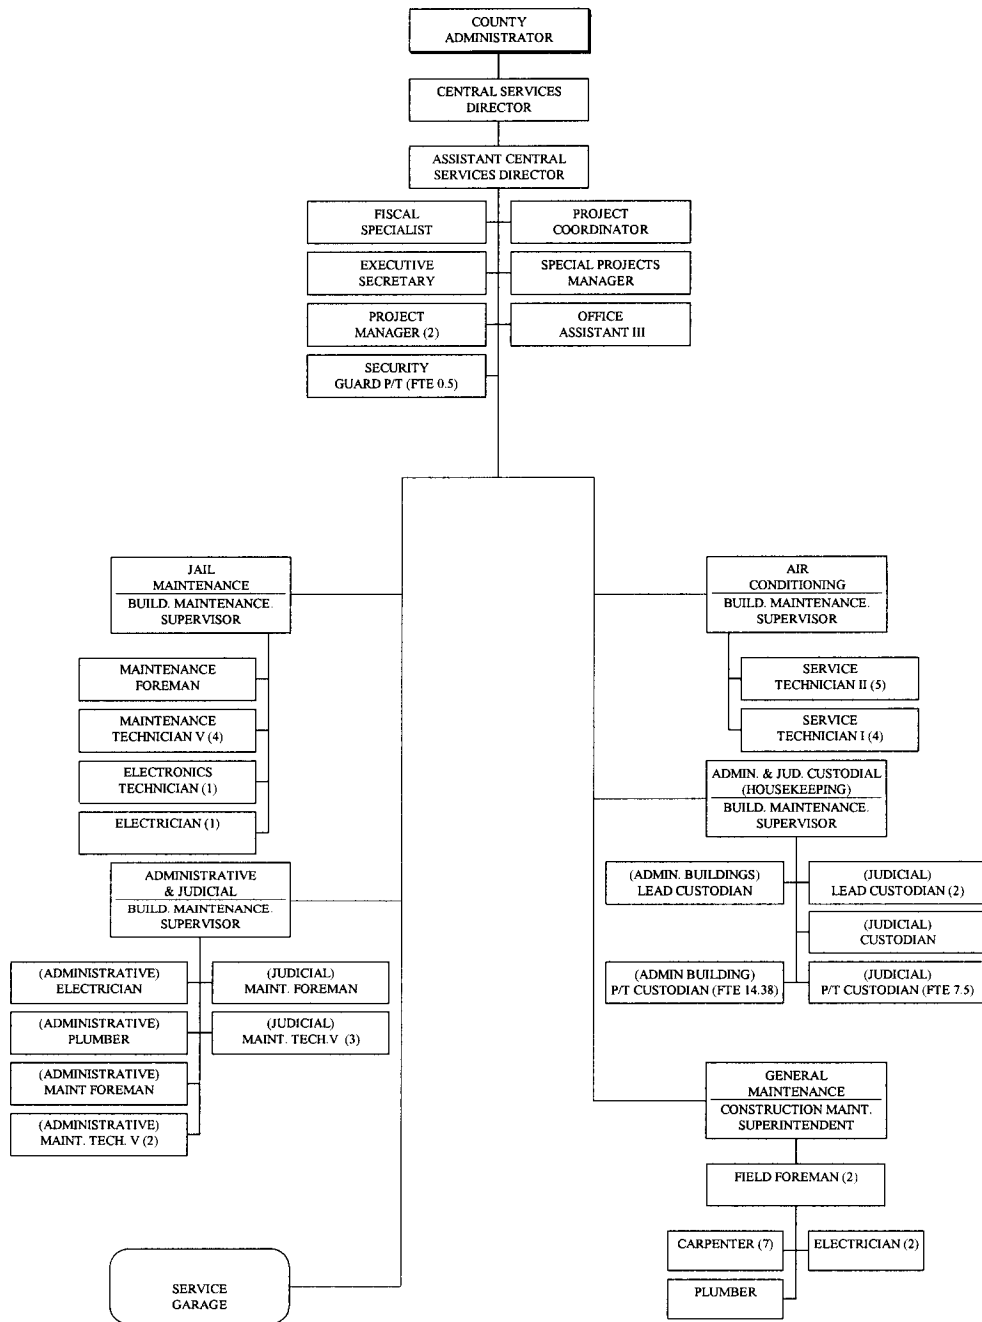 COUNTY
ADMINISTRATOR
CENTRAL SERVICES
DIRECTOR
ASSISTANT CENTRAL
SERVICES DIRECTOR
FISCAL
SPECIALIST
PROJECT
COORDINATOR
EXECUTIVE
SECRETARY
SPECIAL PROJECTS
MANAGER
PROJECT
MANAGER (2)
OFFICE
ASSISTANT III
SECURITY
GUARD P/T (FTE 0.5)
JAIL
MAINTENANCE
BUILD. MAINTENANCE.
SUPERVISOR
MAINTENANCE
FOREMAN
MAINTENANCE
TECHNICIAN V (4)
ELECTRONICS
TECHNICIAN (1)
ELECTRICIAN (1)
ADMINISTRATIVE
& JUDICIAL
BUILD. MAINTENANCE.
SUPERVISOR
(ADMINISTRATIVE)
ELECTRICIAN
(JUDICIAL)
MAINT. FOREMAN
(ADMINISTRATIVE)
PLUMBER
(JUDICIAL)
MAINT. TECH.V (3)
(ADMINISTRATIVE)
MAINT FOREMAN
(ADMINISTRATIVE)
MAINT. TECH. V (2)
SERVICE
GARAGE
AIR
CONDITIONING
BUILD. MAINTENANCE.
SUPERVISOR
SERVICE
TECHNICIAN II (5)
SERVICE
TECHNICIAN I (4)
ADMIN. & JUD. CUSTODIAL
(HOUSEKEEPING)
BUILD. MAINTENANCE.
SUPERVISOR
(ADMIN. BUILDINGS)
LEAD CUSTODIAN
(JUDICIAL)
LEAD CUSTODIAN (2)
(JUDICIAL)
CUSTODIAN
(ADMIN BUILDING)
P/T CUSTODIAN (FTE 14.38)
(JUDICIAL)
P/T CUSTODIAN (FTE 7.5)
GENERAL
MAINTENANCE
CONSTRUCTION MAINT.
SUPERINTENDENT
FIELD FOREMAN (2)
CARPENTER (7)
ELECTRICIAN (2)
PLUMBER